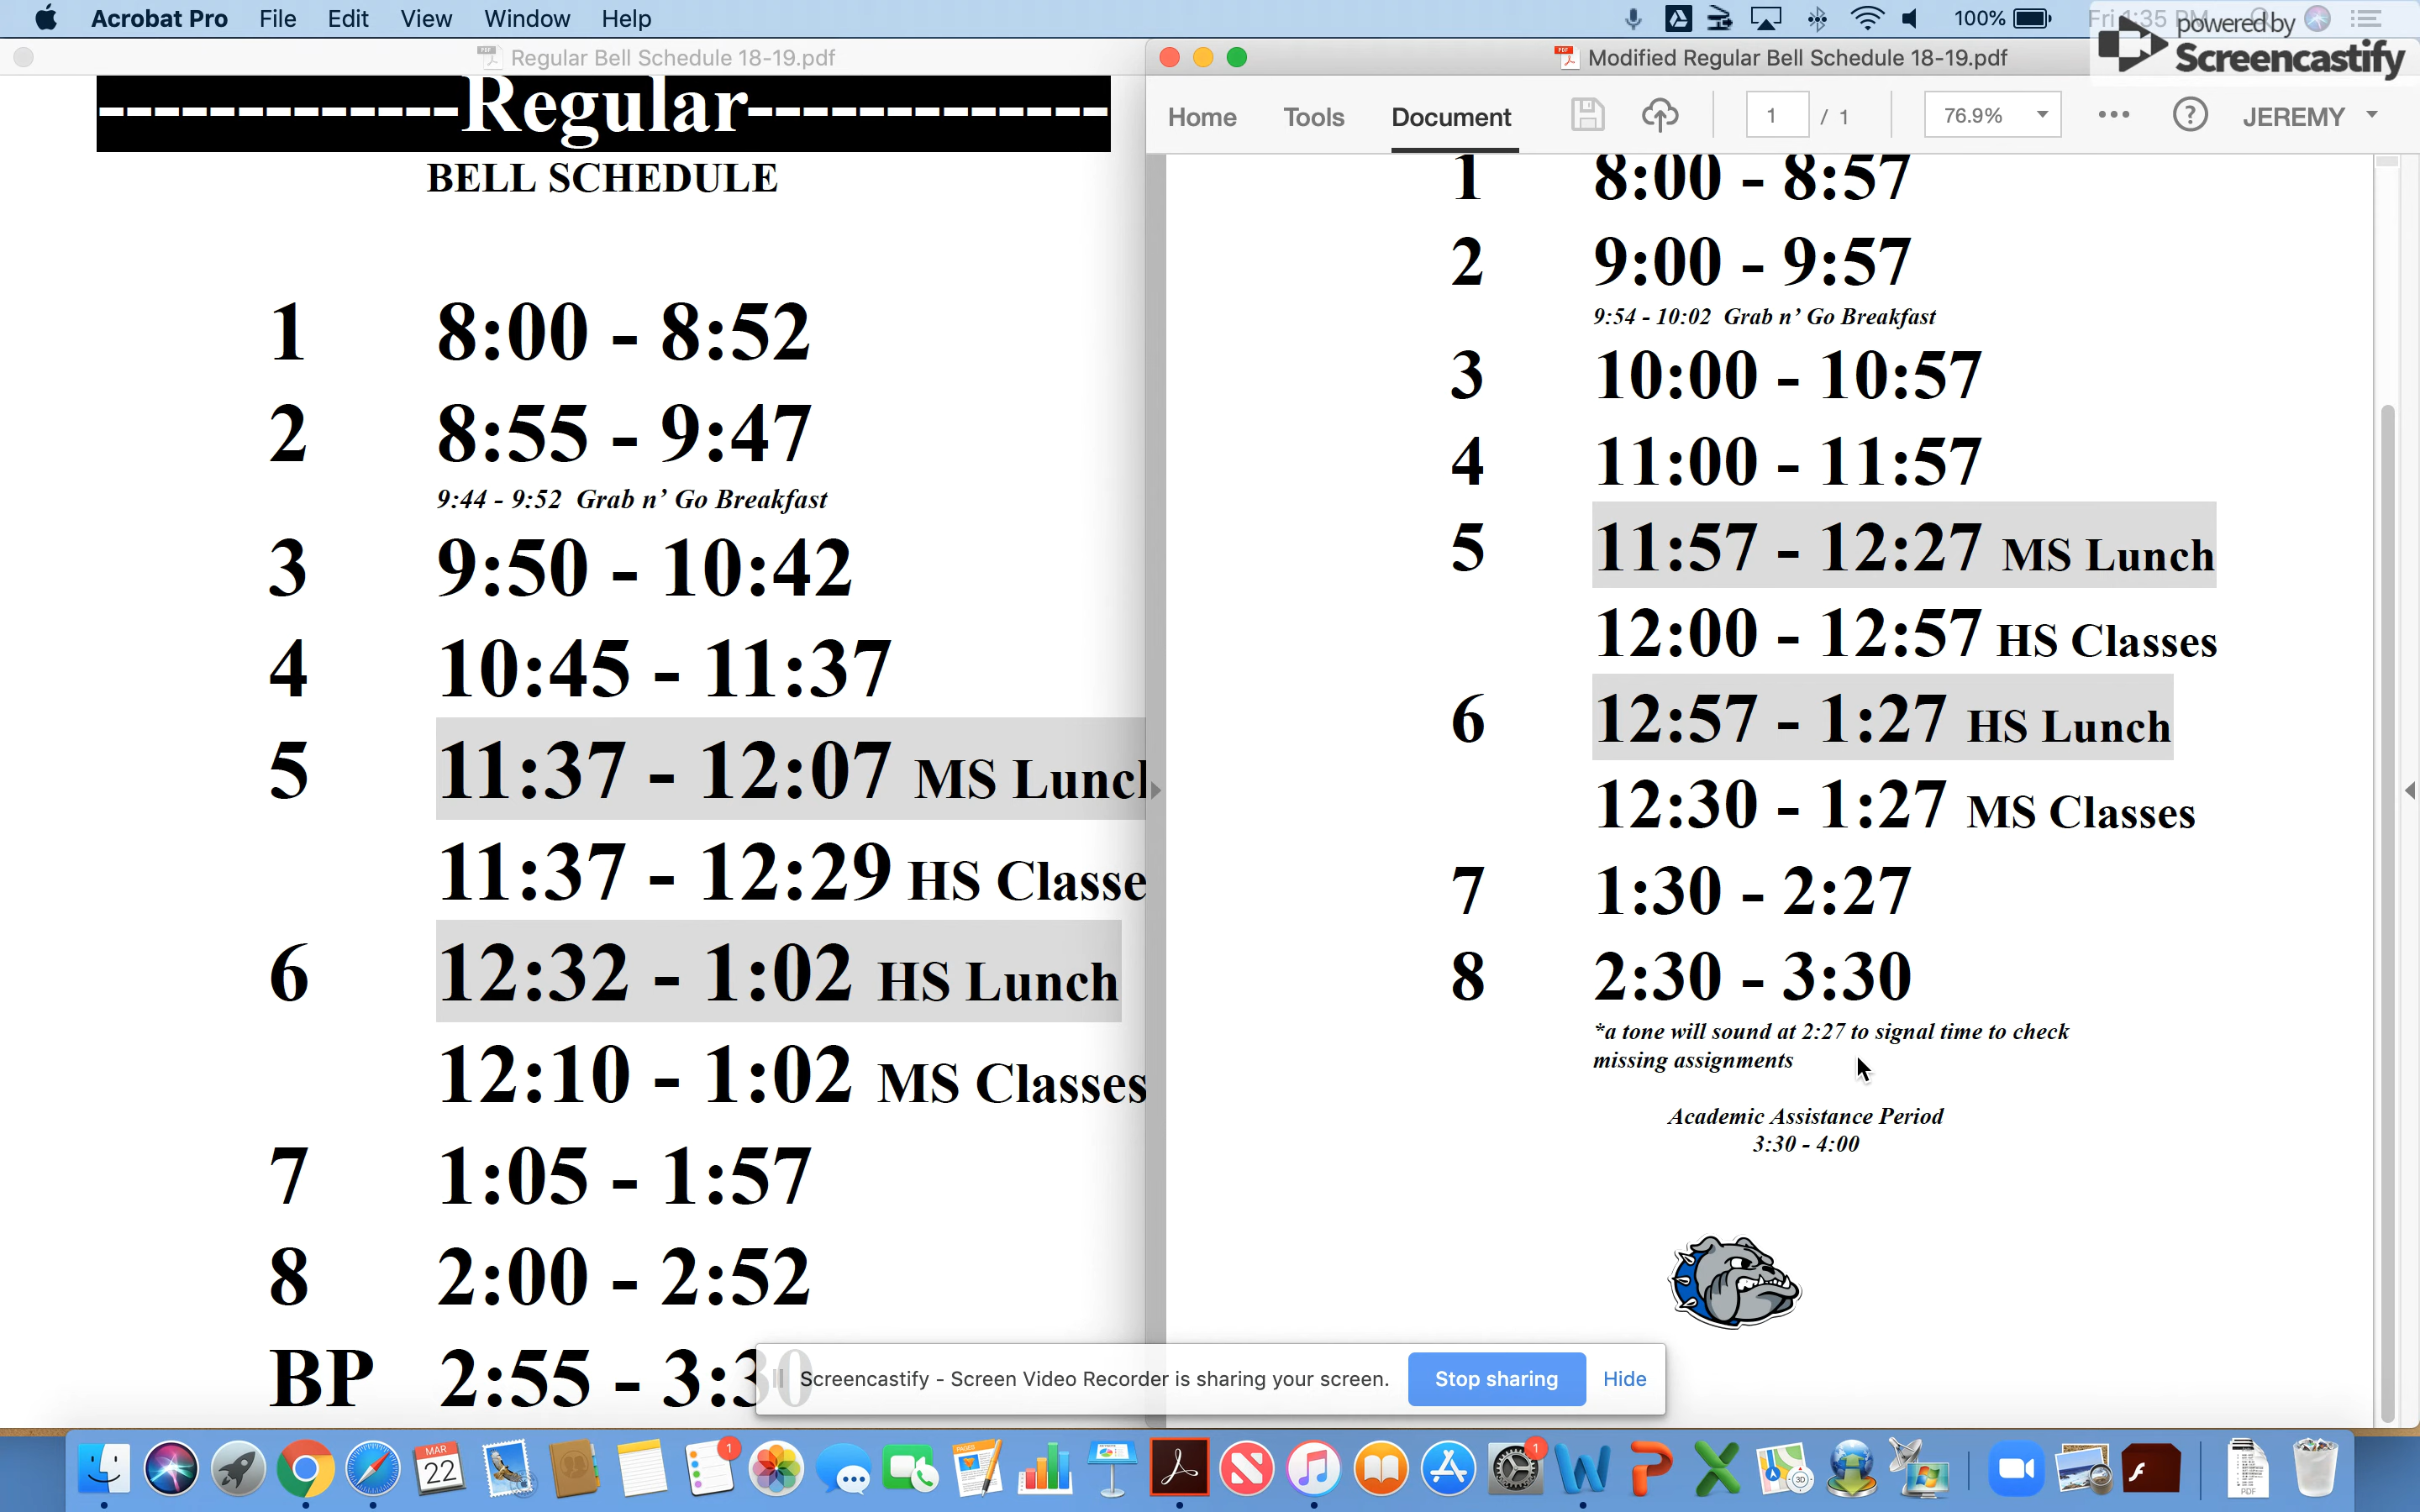 Acrobat Pro File Edit View Window Help 100%
powered by
Screencastify
Regular Bell Schedule 18-19.pdf
-------------Regular-------------
BELL SCHEDULE
1 8:00 - 8:52
2 8:55 - 9:47
9:44 - 9:52 Grab n' Go Breakfast
3 9:50 - 10:42
4 10:45 - 11:37
5 11:37 - 12:07 MS Lunch
11:37 - 12:29 HS Classe
6 12:32 - 1:02 HS Lunch
12:10 - 1:02 MS Classes
7 1:05 - 1:57
8 2:00 - 2:52
BP 2:55 - 3:30
Modified Regular Bell Schedule 18-19.pdf
Home Tools Document 1 / 1 76.9% JEREMY
1 8:00 - 8:57
2 9:00 - 9:57
9:54 - 10:02 Grab n' Go Breakfast
3 10:00 - 10:57
4 11:00 - 11:57
5 11:57 - 12:27 MS Lunch
12:00 - 12:57 HS Classes
6 12:57 - 1:27 HS Lunch
12:30 - 1:27 MS Classes
7 1:30 - 2:27
8 2:30 - 3:30
*a tone will sound at 2:27 to signal time to check
missing assignments
Academic Assistance Period
3:30 - 4:00
Screencastify - Screen Video Recorder is sharing your screen. Stop sharing Hide
MAR
22
1
PAGES
1
3D
PDF